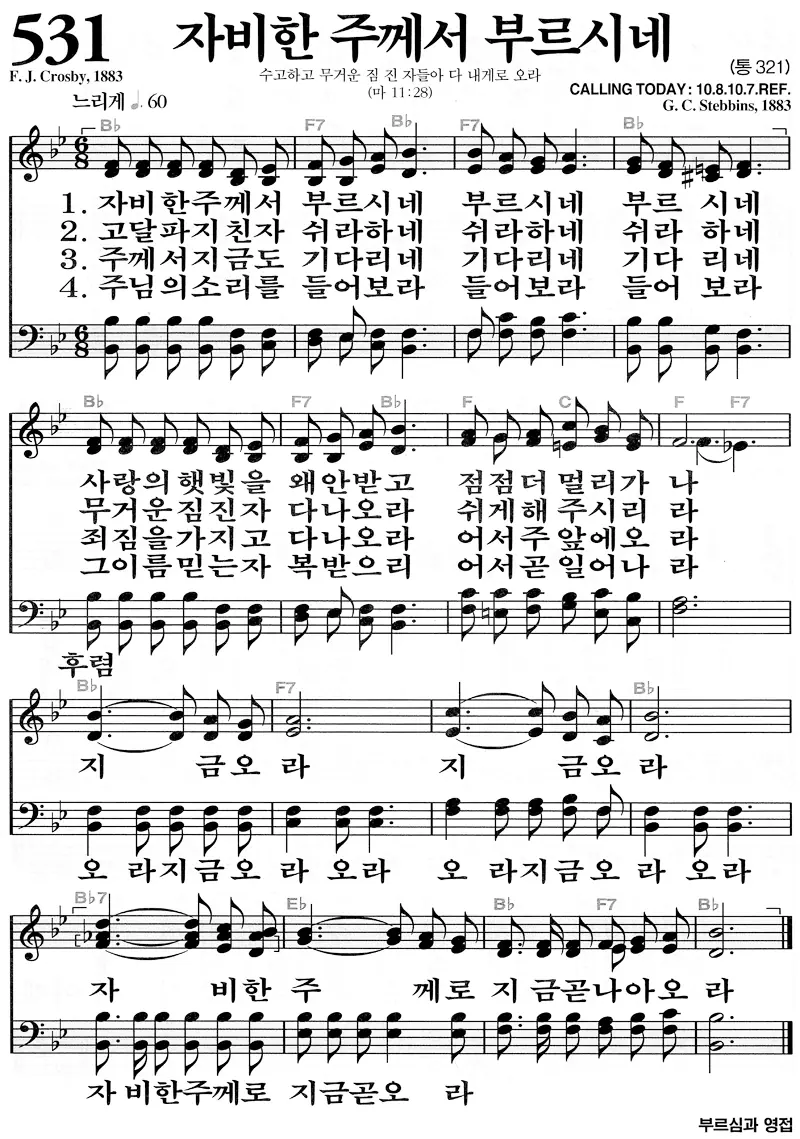 531 자비한 주께서 부르시네
(통 321)
F. J. Crosby, 1883
수고하고 무거운 짐 진 자들아 다 내게로 오라
(마 11:28)
CALLING TODAY : 10.8.10.7.REF.
G. C. Stebbins, 1883
느리게 ♩. 60
B♭ F7 B♭ F7 B♭
1. 자비한주께서 부르시네 부르시네 부르 시네
2. 고달파지친자 쉬라하네 쉬라하네 쉬라 하네
3. 주께서지금도 기다리네 기다리네 기다 리네
4. 주님의소리를 들어보라 들어보라 들어 보라
B♭ F7 B♭ F C F F7
사랑의햇빛을 왜안받고 점점더 멀리가 나
무거운짐진자 다나오라 쉬게해 주시리 라
죄짐을가지고 다나오라 어서주 앞에오 라
그이름믿는자 복받으리 어서곧 일어나 라
후렴
B♭ F7 B♭
지 금오 라 지 금오 라
오 라지금오 라 오라 오 라지금오 라 오라
B♭7 E♭ B♭ F7 B♭
자 비한 주 께로 지 금곧나아오 라
자 비한주께로 지금곧오 라
부르심과 영접